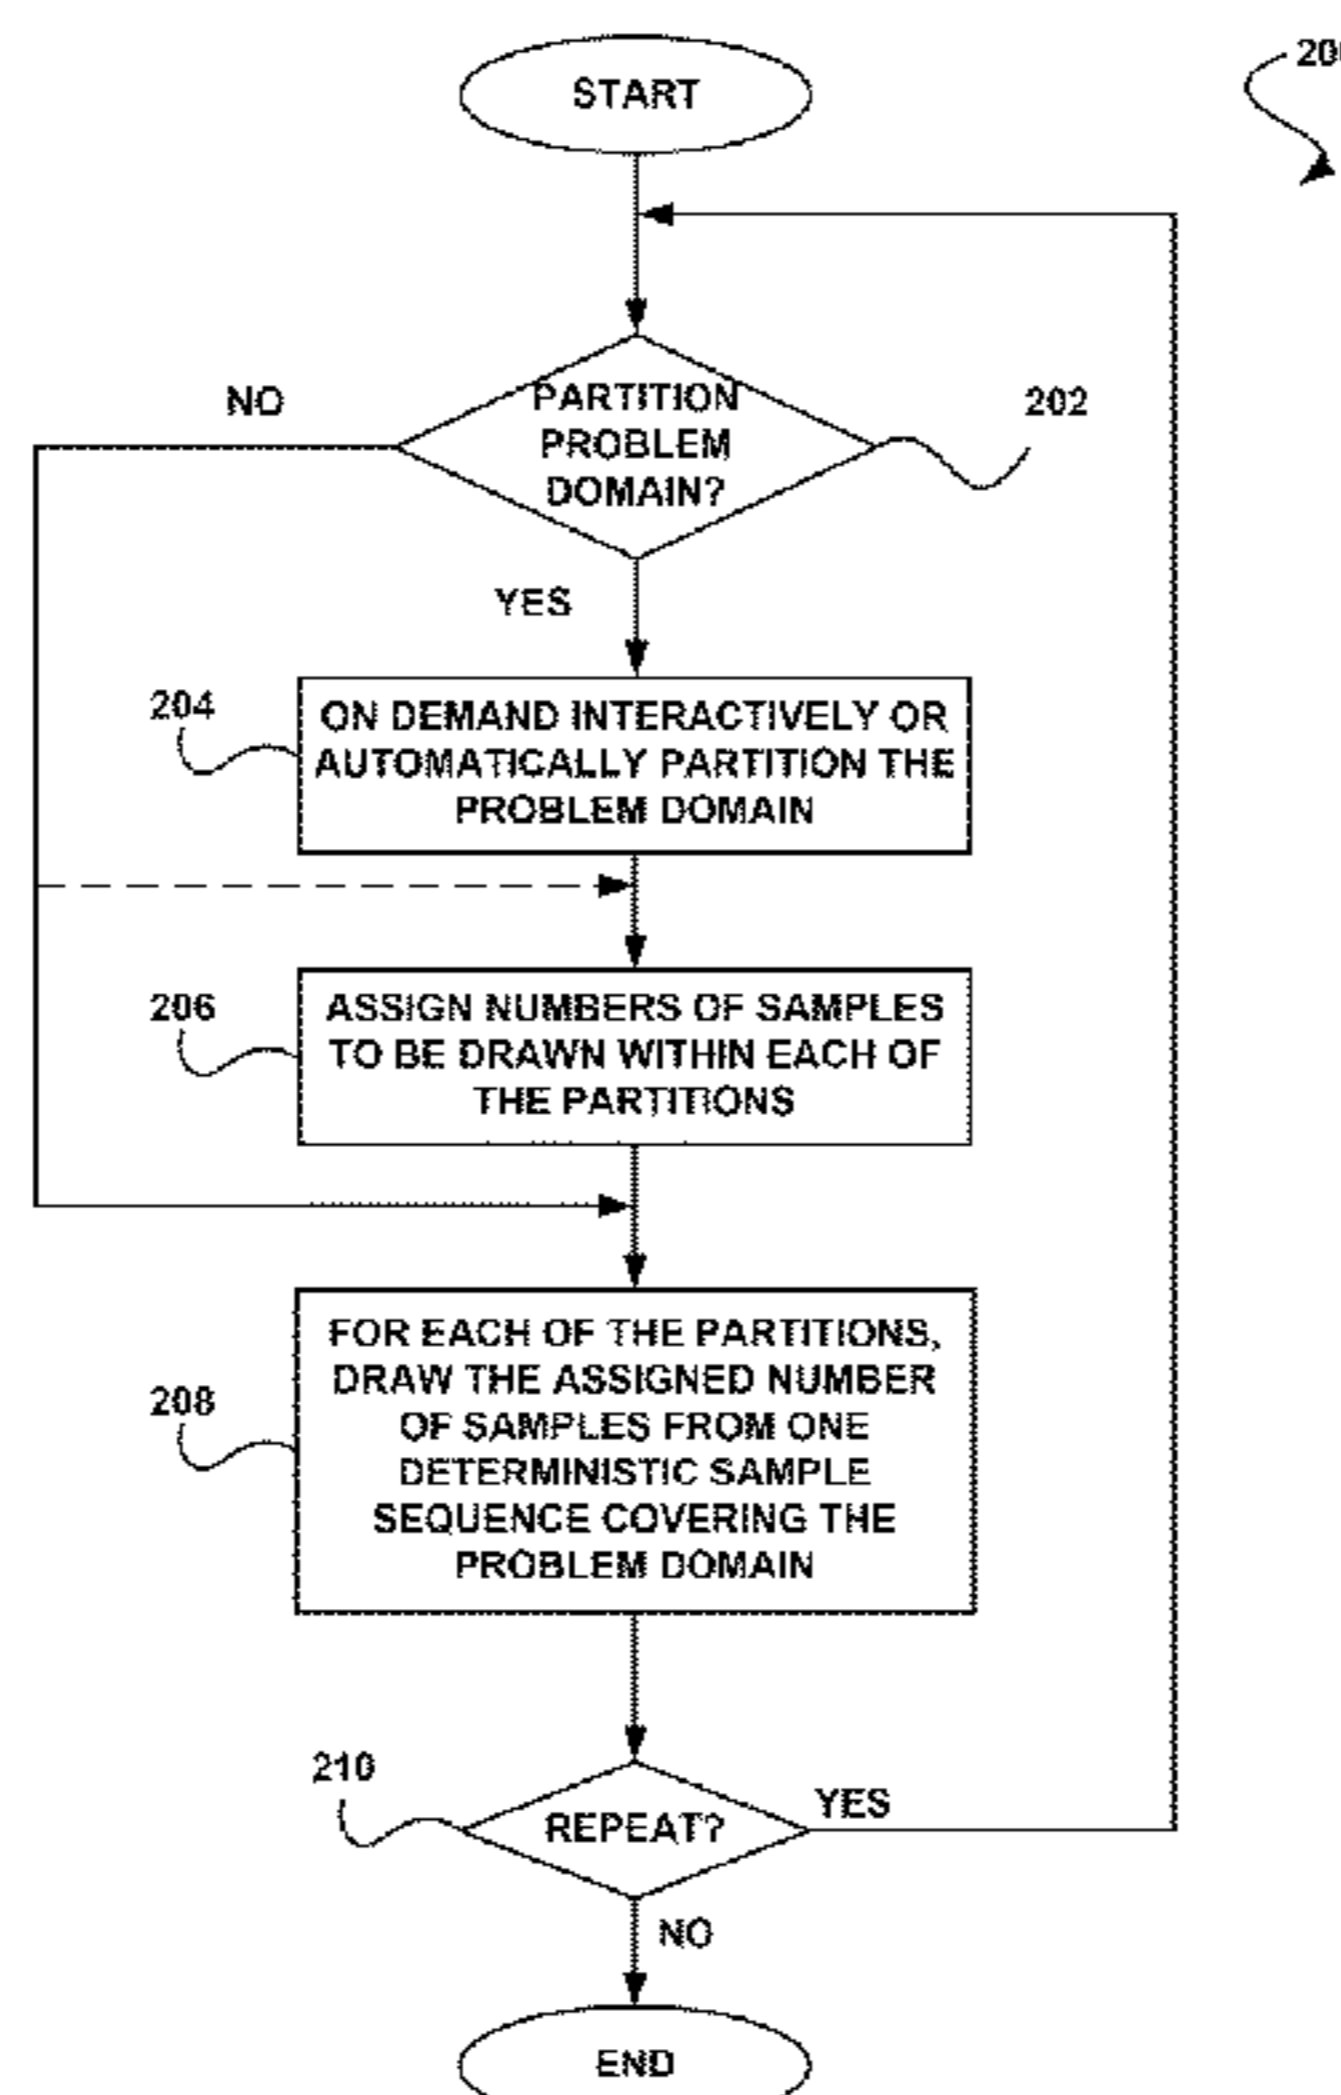 START
NO
PARTITION
PROBLEM
DOMAIN?
202
YES
204
ON DEMAND INTERACTIVELY OR
AUTOMATICALLY PARTITION THE
PROBLEM DOMAIN
206
ASSIGN NUMBERS OF SAMPLES
TO BE DRAWN WITHIN EACH OF
THE PARTITIONS
208
FOR EACH OF THE PARTITIONS,
DRAW THE ASSIGNED NUMBER
OF SAMPLES FROM ONE
DETERMINISTIC SAMPLE
SEQUENCE COVERING THE
PROBLEM DOMAIN
210
REPEAT?
YES
NO
END